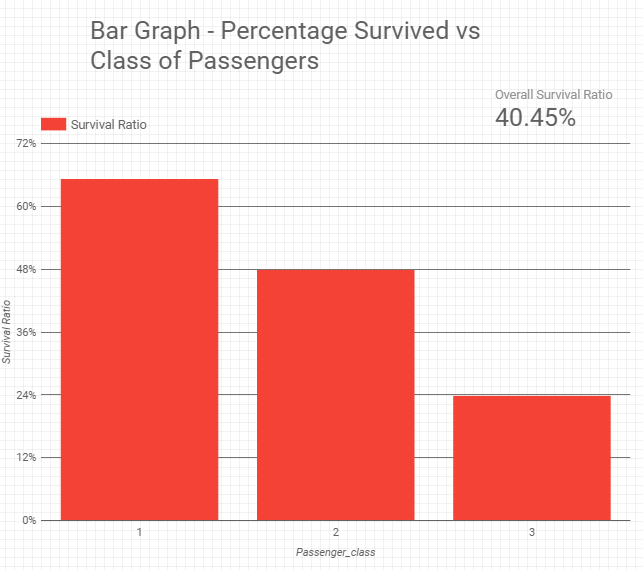 Bar Graph - Percentage Survived vs
Class of Passengers
Overall Survival Ratio
40.45%
Survival Ratio
72%
60%
48%
36%
24%
12%
0%
Survival Ratio
1
2
3
Passenger_class